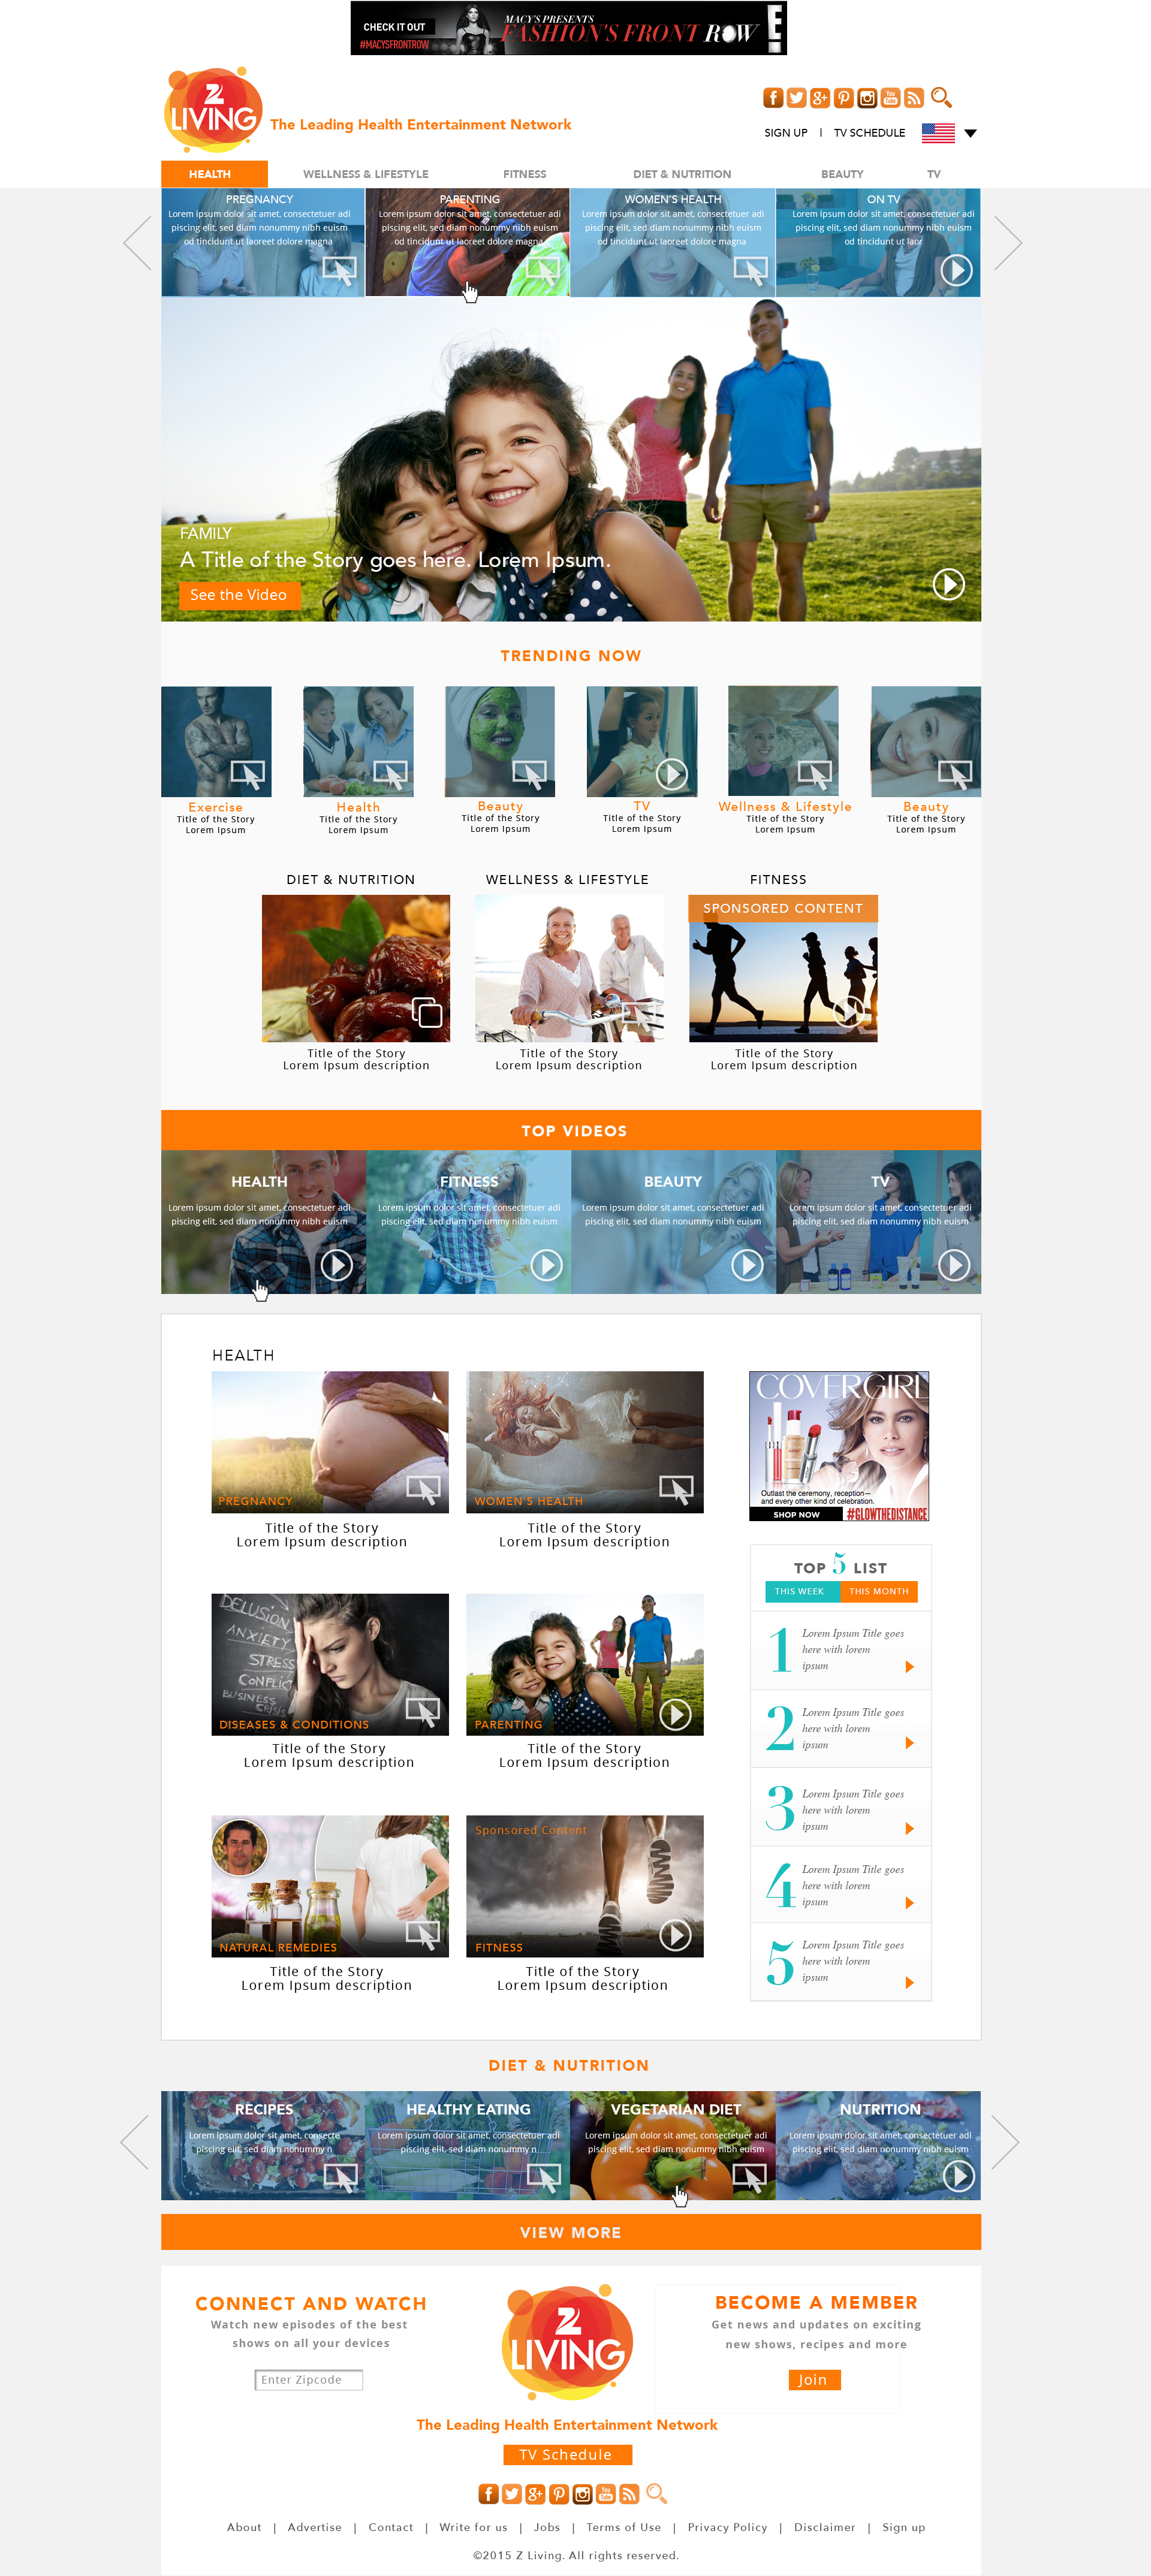 CHECK IT OUT
#MACYSFRONTROW
MACY'S PRESENTS
FASHION'S FRONT ROW
E!
Z
LIVING
The Leading Health Entertainment Network
SIGN UP | TV SCHEDULE
HEALTH WELLNESS & LIFESTYLE FITNESS DIET & NUTRITION BEAUTY TV
PREGNANCY
Lorem ipsum dolor sit amet, consectetuer adi
piscing elit, sed diam nonummy nibh euism
od tincidunt ut laoreet dolore magna
PARENTING
Lorem ipsum dolor sit amet, consectetuer adi
piscing elit, sed diam nonummy nibh euism
od tincidunt ut laoreet dolore magna
WOMEN'S HEALTH
Lorem ipsum dolor sit amet, consectetuer adi
piscing elit, sed diam nonummy nibh euism
od tincidunt ut laoreet dolore magna
ON TV
Lorem ipsum dolor sit amet, consectetuer adi
piscing elit, sed diam nonummy nibh euism
od tincidunt ut laor
FAMILY
A Title of the Story goes here. Lorem Ipsum.
See the Video
TRENDING NOW
Exercise
Title of the Story
Lorem Ipsum
Health
Title of the Story
Lorem Ipsum
Beauty
Title of the Story
Lorem Ipsum
TV
Title of the Story
Lorem Ipsum
Wellness & Lifestyle
Title of the Story
Lorem Ipsum
Beauty
Title of the Story
Lorem Ipsum
DIET & NUTRITION
Title of the Story
Lorem Ipsum description
WELLNESS & LIFESTYLE
Title of the Story
Lorem Ipsum description
FITNESS
SPONSORED CONTENT
Title of the Story
Lorem Ipsum description
TOP VIDEOS
HEALTH
Lorem ipsum dolor sit amet, consectetuer adi
piscing elit, sed diam nonummy nibh euism
FITNESS
Lorem ipsum dolor sit amet, consectetuer adi
piscing elit, sed diam nonummy nibh euism
BEAUTY
Lorem ipsum dolor sit amet, consectetuer adi
piscing elit, sed diam nonummy nibh euism
TV
Lorem ipsum dolor sit amet, consectetuer adi
piscing elit, sed diam nonummy nibh euism
HEALTH
PREGNANCY
Title of the Story
Lorem Ipsum description
WOMEN'S HEALTH
Title of the Story
Lorem Ipsum description
DELUSION
ANXIETY
STRESS
CONFLICT
BUSINESS
CRISIS
DISEASES & CONDITIONS
Title of the Story
Lorem Ipsum description
PARENTING
Title of the Story
Lorem Ipsum description
NATURAL REMEDIES
Title of the Story
Lorem Ipsum description
Sponsored Content
FITNESS
Title of the Story
Lorem Ipsum description
COVERGIRL
Outlast the ceremony, reception—
and every other kind of celebration.
SHOP NOW
#GLOWTHEDISTANCE
TOP 5 LIST
THIS WEEK THIS MONTH
1
Lorem Ipsum Title goes
here with lorem
ipsum
2
Lorem Ipsum Title goes
here with lorem
ipsum
3
Lorem Ipsum Title goes
here with lorem
ipsum
4
Lorem Ipsum Title goes
here with lorem
ipsum
5
Lorem Ipsum Title goes
here with lorem
ipsum
DIET & NUTRITION
RECIPES
Lorem ipsum dolor sit amet, consecte
piscing elit, sed diam nonummy n
HEALTHY EATING
Lorem ipsum dolor sit amet, consectetuer adi
piscing elit, sed diam nonummy n
VEGETARIAN DIET
Lorem ipsum dolor sit amet, consectetuer adi
piscing elit, sed diam nonummy nibh euism
NUTRITION
Lorem ipsum dolor sit amet, consectetuer adi
piscing elit, sed diam nonummy nibh euism
VIEW MORE
CONNECT AND WATCH
Watch new episodes of the best
shows on all your devices
Enter Zipcode
Z
LIVING
BECOME A MEMBER
Get news and updates on exciting
new shows, recipes and more
Join
The Leading Health Entertainment Network
TV Schedule
About | Advertise | Contact | Write for us | Jobs | Terms of Use | Privacy Policy | Disclaimer | Sign up
©2015 Z Living. All rights reserved.